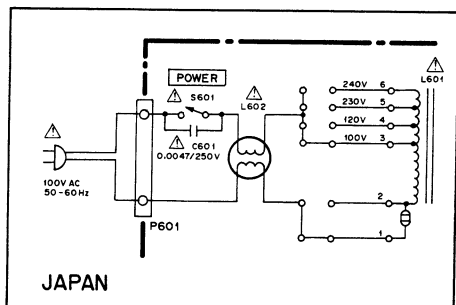 POWER
S601
C601
0.0047/250V
L602
L601
240V 6
230V 5
120V 4
100V 3
2
1
100V AC
50-60Hz
P601
JAPAN